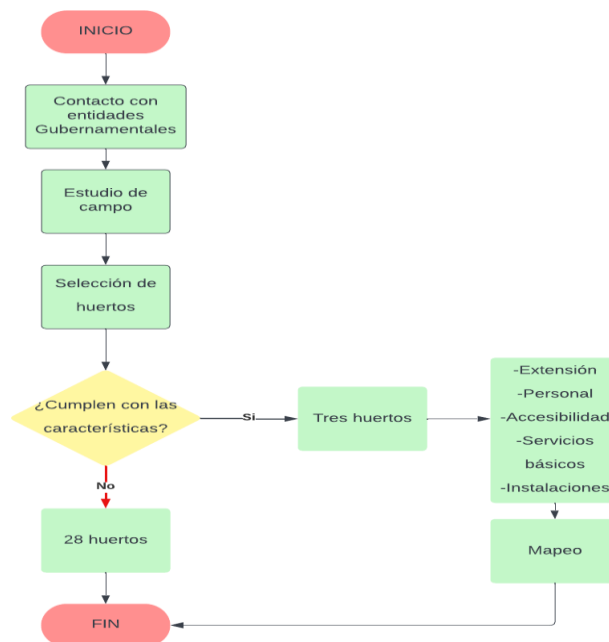 INICIO
Contacto con
entidades
Gubernamentales
Estudio de
campo
Selección de
huertos
¿Cumplen con las
características?
Si
Tres huertos
-Extensión
-Personal
-Accesibilidad
-Servicios
básicos
-Instalaciones
No
28 huertos
Mapeo
FIN